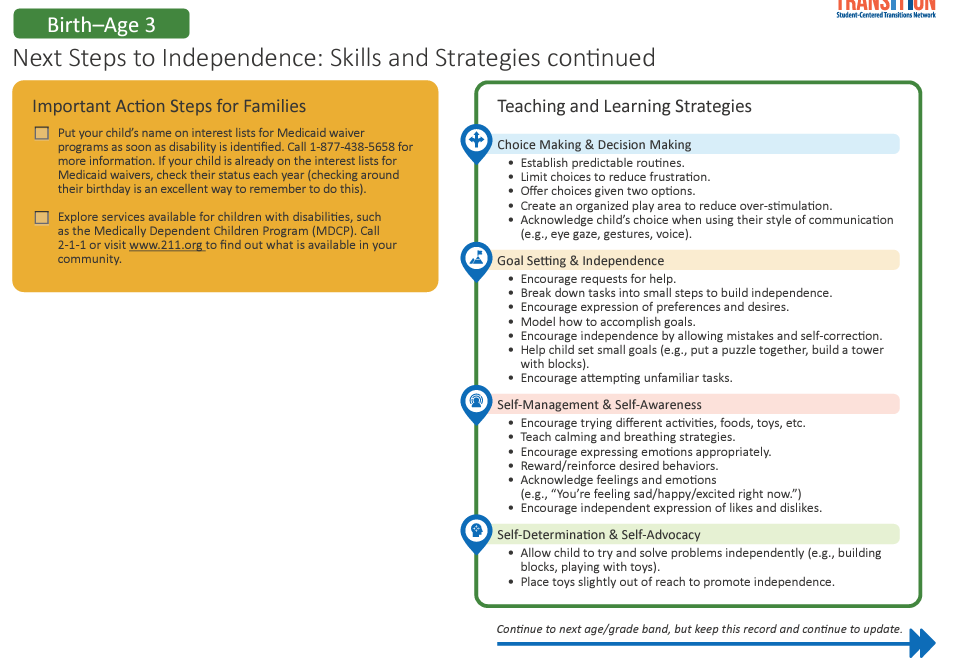 TRANSITION
Student-Centered Transitions Network
Birth–Age 3
Next Steps to Independence: Skills and Strategies continued
Important Action Steps for Families
Put your child’s name on interest lists for Medicaid waiver
programs as soon as disability is identified. Call 1-877-438-5658 for
more information. If your child is already on the interest lists for
Medicaid waivers, check their status each year (checking around
their birthday is an excellent way to remember to do this).
Explore services available for children with disabilities, such
as the Medically Dependent Children Program (MDCP). Call
2-1-1 or visit www.211.org to find out what is available in your
community.
Teaching and Learning Strategies
Choice Making & Decision Making
• Establish predictable routines.
• Limit choices to reduce frustration.
• Offer choices given two options.
• Create an organized play area to reduce over-stimulation.
• Acknowledge child’s choice when using their style of communication
(e.g., eye gaze, gestures, voice).
Goal Setting & Independence
• Encourage requests for help.
• Break down tasks into small steps to build independence.
• Encourage expression of preferences and desires.
• Model how to accomplish goals.
• Encourage independence by allowing mistakes and self-correction.
• Help child set small goals (e.g., put a puzzle together, build a tower
with blocks).
• Encourage attempting unfamiliar tasks.
Self-Management & Self-Awareness
• Encourage trying different activities, foods, toys, etc.
• Teach calming and breathing strategies.
• Encourage expressing emotions appropriately.
• Reward/reinforce desired behaviors.
• Acknowledge feelings and emotions
(e.g., “You’re feeling sad/happy/excited right now.”)
• Encourage independent expression of likes and dislikes.
Self-Determination & Self-Advocacy
• Allow child to try and solve problems independently (e.g., building
blocks, playing with toys).
• Place toys slightly out of reach to promote independence.
Continue to next age/grade band, but keep this record and continue to update.